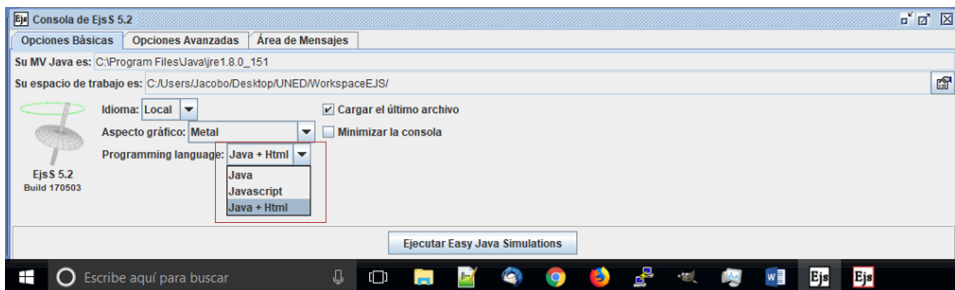 Ejs Consola de EjsS 5.2
Opciones Básicas Opciones Avanzadas Área de Mensajes
Su MV Java es: C:\Program Files\Java\jre1.8.0_151
Su espacio de trabajo es: C:/Users/Jacobo/Desktop/UNED/WorkspaceEJS/
Idioma: Local Cargar el último archivo
Aspecto gráfico: Metal Minimizar la consola
Programming language: Java + Html
EjsS 5.2
Build 170503
Java
Javascript
Java + Html
Ejecutar Easy Java Simulations
Escribe aquí para buscar Ejs Ejs